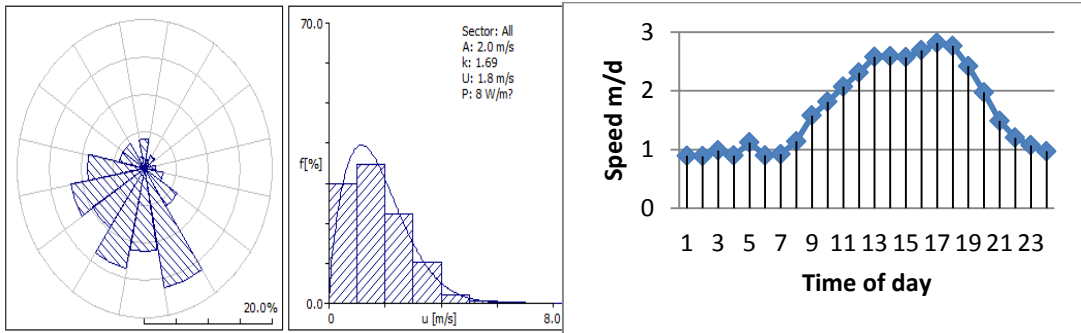 20.0%
70.0
Sector: All
A: 2.0 m/s
k: 1.69
U: 1.8 m/s
P: 8 W/m?
f[%]
0.0
0
u [m/s]
8.0
Speed m/d
3
2
1
0
1 3 5 7 9 11 13 15 17 19 21 23
Time of day